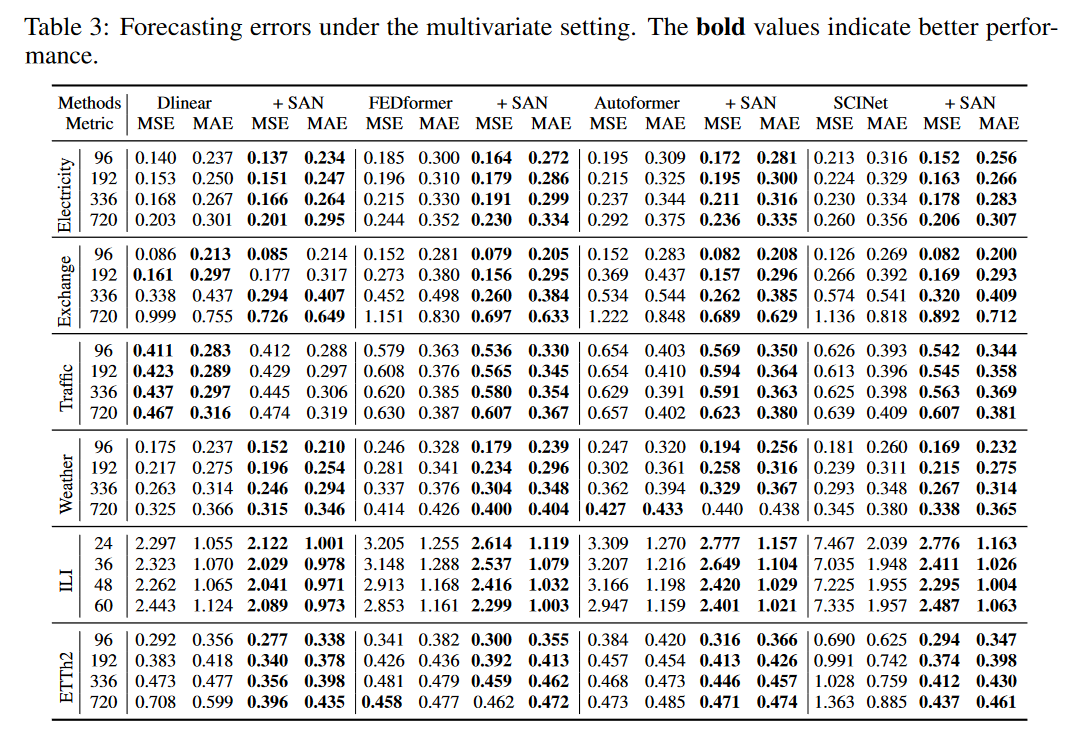 Table 3: Forecasting errors under the multivariate setting. The bold values indicate better perfor-
mance.
Methods Dlinear + SAN FEDformer + SAN Autoformer + SAN SCINet + SAN
Metric MSE MAE MSE MAE MSE MAE MSE MAE MSE MAE MSE MAE MSE MAE MSE MAE
Electricity
96 0.140 0.237 0.137 0.234 0.185 0.300 0.164 0.272 0.195 0.309 0.172 0.281 0.213 0.316 0.152 0.256
192 0.153 0.250 0.151 0.247 0.196 0.310 0.179 0.286 0.215 0.325 0.195 0.300 0.224 0.329 0.163 0.266
336 0.168 0.267 0.166 0.264 0.215 0.330 0.191 0.299 0.237 0.344 0.211 0.316 0.230 0.334 0.178 0.283
720 0.203 0.301 0.201 0.295 0.244 0.352 0.230 0.334 0.292 0.375 0.236 0.335 0.260 0.356 0.206 0.307
Exchange
96 0.086 0.213 0.085 0.214 0.152 0.281 0.079 0.205 0.152 0.283 0.082 0.208 0.126 0.269 0.082 0.200
192 0.161 0.297 0.177 0.317 0.273 0.380 0.156 0.295 0.369 0.437 0.157 0.296 0.266 0.392 0.169 0.293
336 0.338 0.437 0.294 0.407 0.452 0.498 0.260 0.384 0.534 0.544 0.262 0.385 0.574 0.541 0.320 0.409
720 0.999 0.755 0.726 0.649 1.151 0.830 0.697 0.633 1.222 0.848 0.689 0.629 1.136 0.818 0.892 0.712
Traffic
96 0.411 0.283 0.412 0.288 0.579 0.363 0.536 0.330 0.654 0.403 0.569 0.350 0.626 0.393 0.542 0.344
192 0.423 0.289 0.429 0.297 0.608 0.376 0.565 0.345 0.654 0.410 0.594 0.364 0.613 0.396 0.545 0.358
336 0.437 0.297 0.445 0.306 0.620 0.385 0.580 0.354 0.629 0.391 0.591 0.363 0.625 0.398 0.563 0.369
720 0.467 0.316 0.474 0.319 0.630 0.387 0.607 0.367 0.657 0.402 0.623 0.380 0.639 0.409 0.607 0.381
Weather
96 0.175 0.237 0.152 0.210 0.246 0.328 0.179 0.239 0.247 0.320 0.194 0.256 0.181 0.260 0.169 0.232
192 0.217 0.275 0.196 0.254 0.281 0.341 0.234 0.296 0.302 0.361 0.258 0.316 0.239 0.311 0.215 0.275
336 0.263 0.314 0.246 0.294 0.337 0.376 0.304 0.348 0.362 0.394 0.329 0.367 0.293 0.348 0.267 0.314
720 0.325 0.366 0.315 0.346 0.414 0.426 0.400 0.404 0.427 0.433 0.440 0.438 0.345 0.380 0.338 0.365
ILI
24 2.297 1.055 2.122 1.001 3.205 1.255 2.614 1.119 3.309 1.270 2.777 1.157 7.467 2.039 2.776 1.163
36 2.323 1.070 2.029 0.978 3.148 1.288 2.537 1.079 3.207 1.216 2.649 1.104 7.035 1.948 2.411 1.026
48 2.262 1.065 2.041 0.971 2.913 1.168 2.416 1.032 3.166 1.198 2.420 1.029 7.225 1.955 2.295 1.004
60 2.443 1.124 2.089 0.973 2.853 1.161 2.299 1.003 2.947 1.159 2.401 1.021 7.335 1.957 2.487 1.063
ETTh2
96 0.292 0.356 0.277 0.338 0.341 0.382 0.300 0.355 0.384 0.420 0.316 0.366 0.690 0.625 0.294 0.347
192 0.383 0.418 0.340 0.378 0.426 0.436 0.392 0.413 0.457 0.454 0.413 0.426 0.991 0.742 0.374 0.398
336 0.473 0.477 0.356 0.398 0.481 0.479 0.459 0.462 0.468 0.473 0.446 0.457 1.028 0.759 0.412 0.430
720 0.708 0.599 0.396 0.435 0.458 0.477 0.462 0.472 0.473 0.485 0.471 0.474 1.363 0.885 0.437 0.461